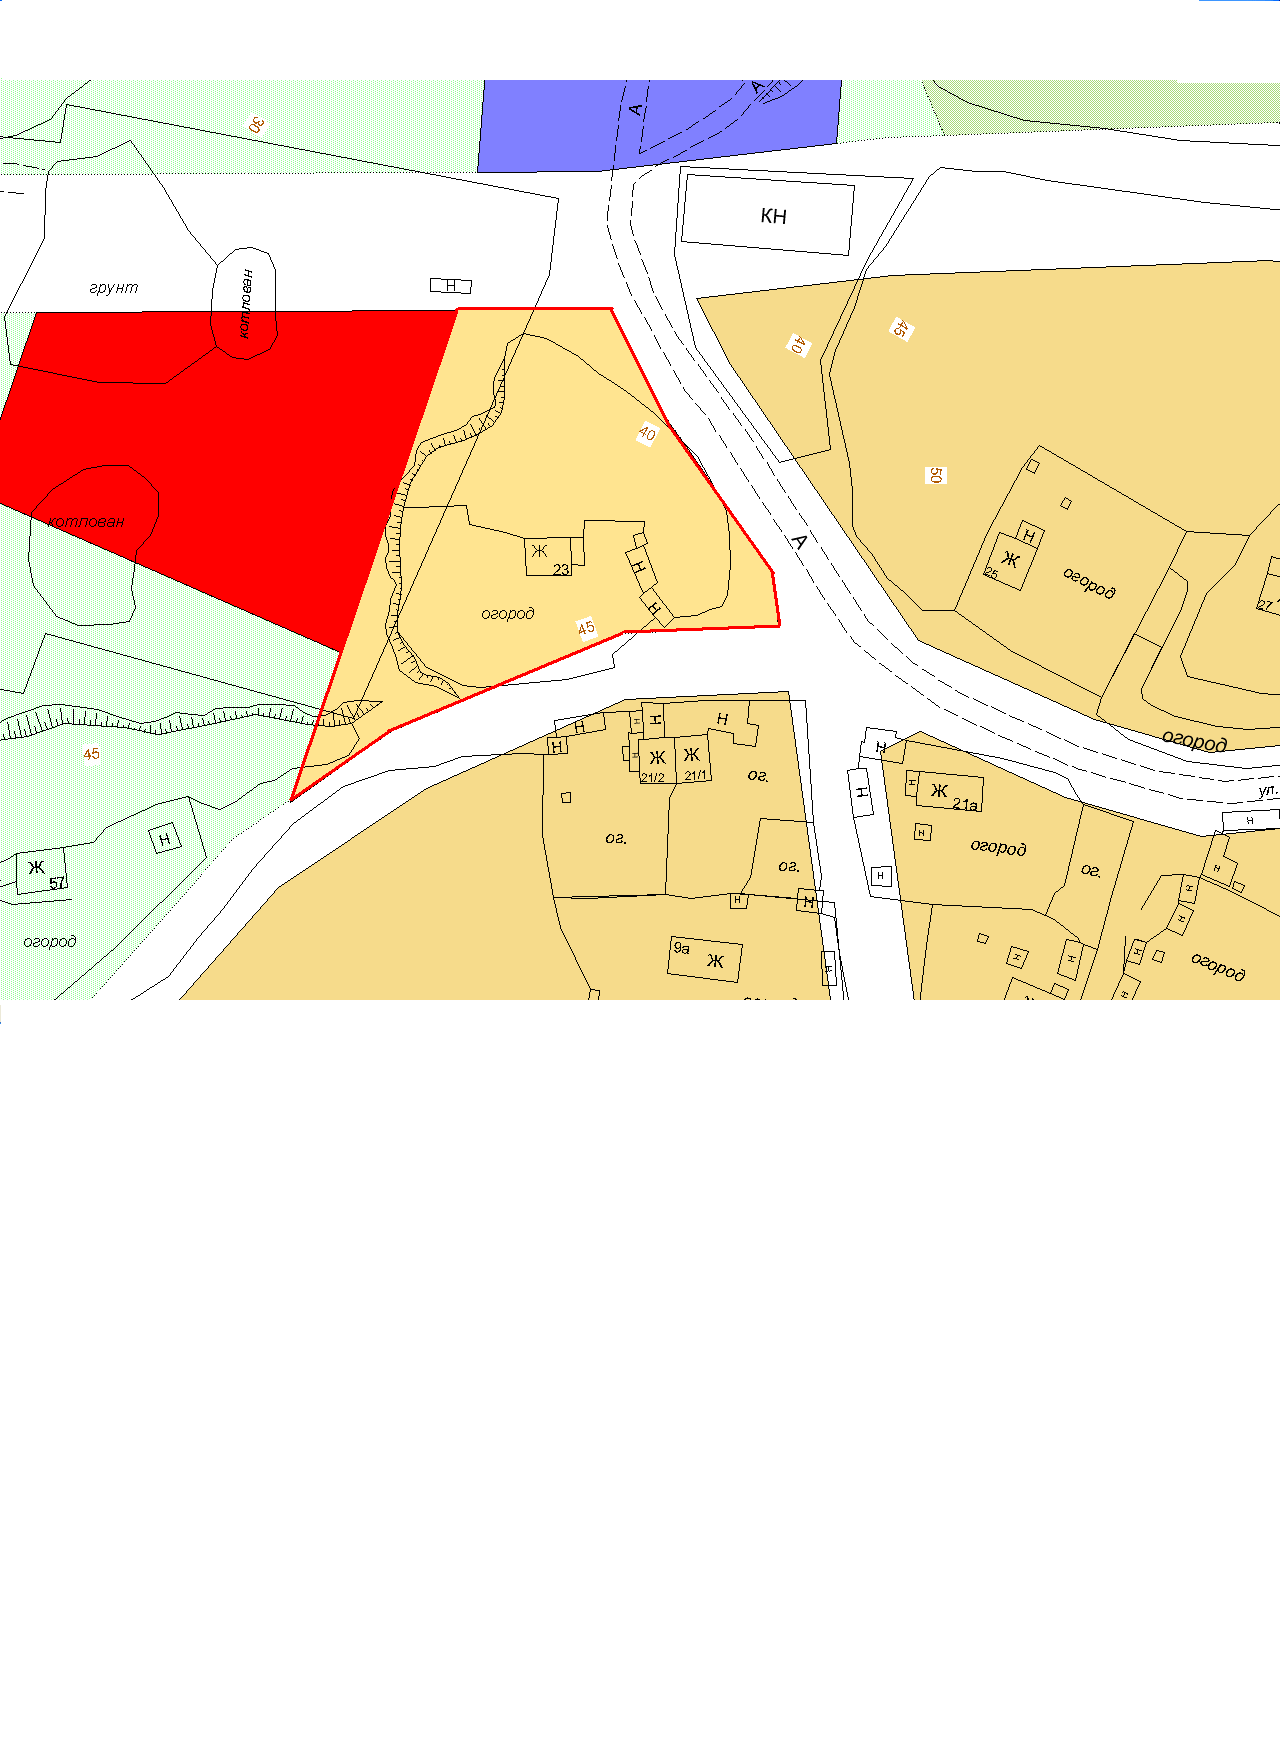 А
А
30
КН
грунт
котлован
Н
45
40
40
50
котлован
А
Ж
23
Н
Н
огород
45
Ж
25
Н
огород
27
45
Н
Н
Н
Н
Н
Ж
21/2
Ж
21/1
Н
ог.
ог.
ог.
Н
Н
Н
Ж
21а
Н
огород
ог.
огород
ул.
Н
Н
Н
Ж
57
огород
Н
Н
9а
Ж
Н
Н
Н
Н
Н
Н
Н
Н
Н
огород